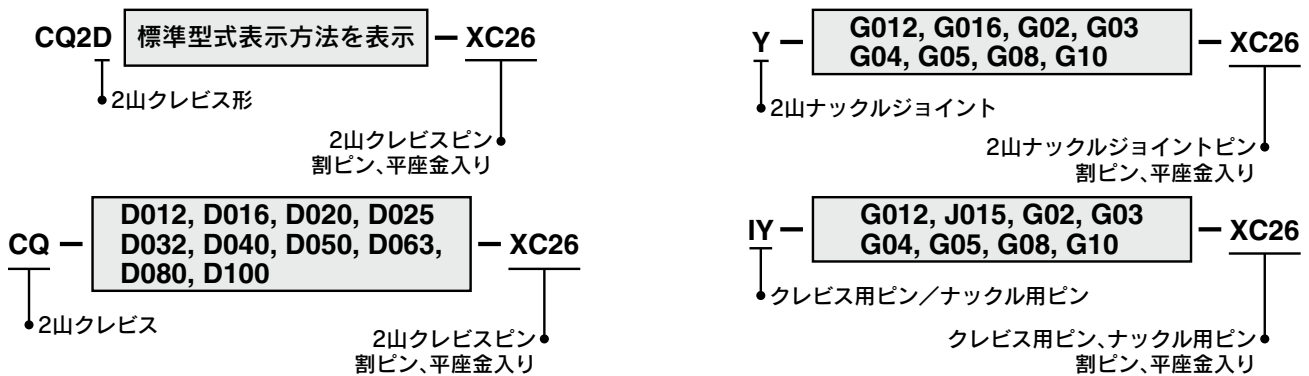 CQ2D 標準型式表示方法を表示 － XC26
2山クレビス形
2山クレビスピン
割ピン、平座金入り
Y － G012, G016, G02, G03
G04, G05, G08, G10 － XC26
2山ナックルジョイント
2山ナックルジョイントピン
割ピン、平座金入り
CQ － D012, D016, D020, D025
D032, D040, D050, D063,
D080, D100 － XC26
2山クレビス
2山クレビスピン
割ピン、平座金入り
IY － G012, J015, G02, G03
G04, G05, G08, G10 － XC26
クレビス用ピン／ナックル用ピン
クレビス用ピン、ナックル用ピン
割ピン、平座金入り